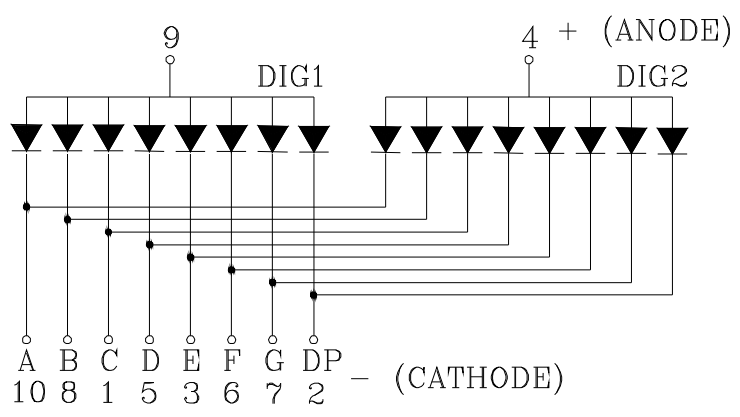 9
4 + (ANODE)
DIG1
DIG2
A B C D E F G DP
10 8 1 5 3 6 7 2
− (CATHODE)